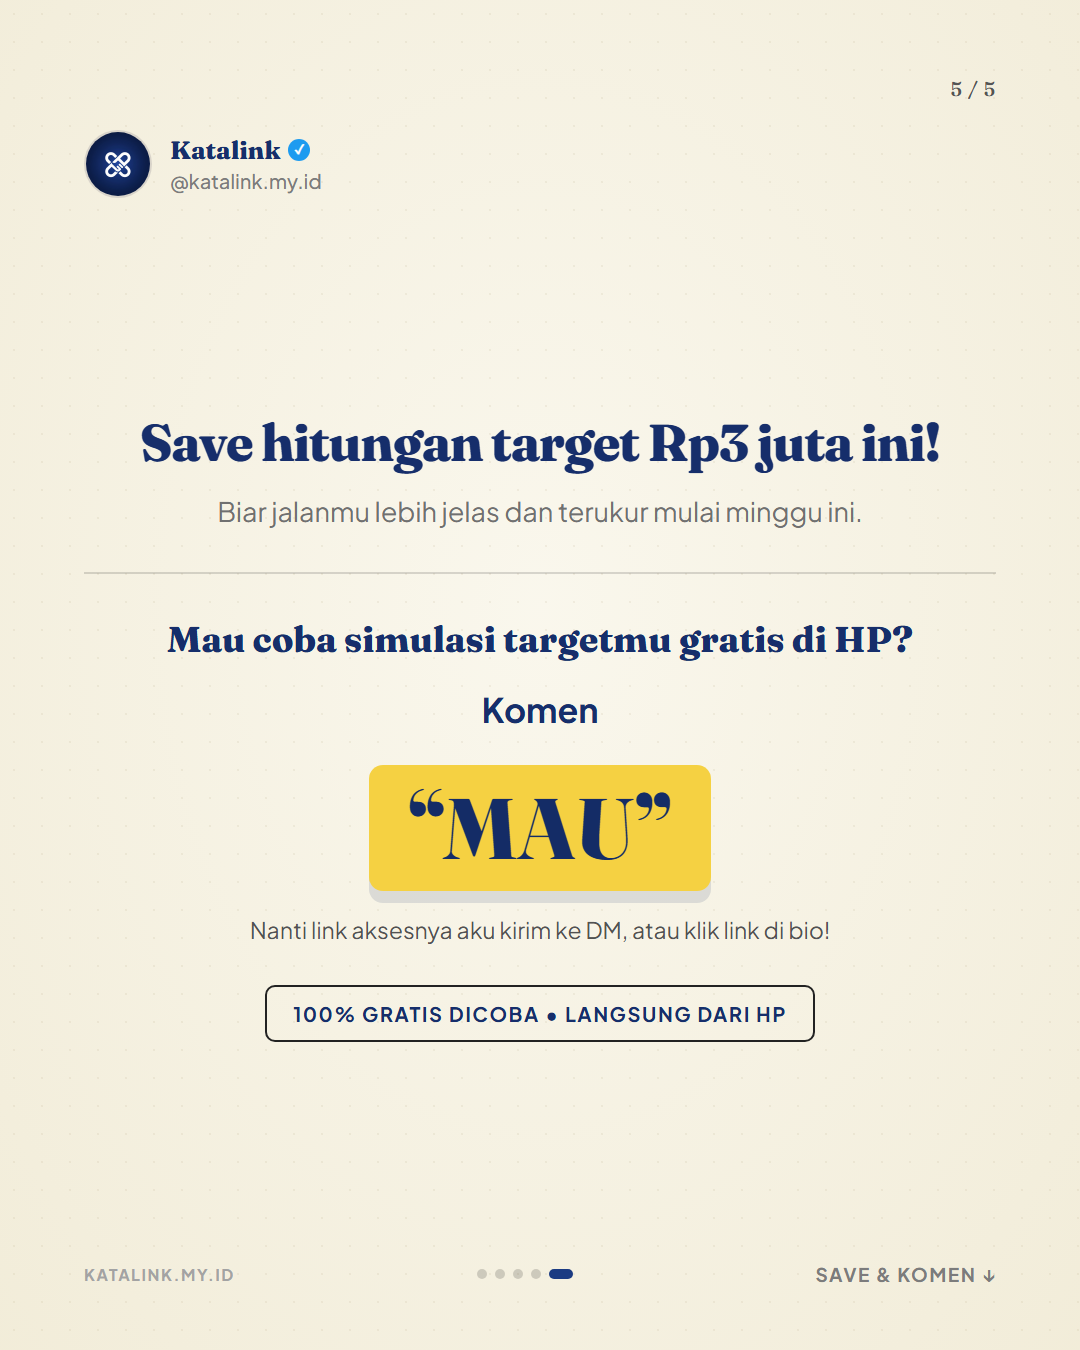 5 / 5
Katalink
@katalink.my.id
Save hitungan target Rp3 juta ini!
Biar jalanmu lebih jelas dan terukur mulai minggu ini.
Mau coba simulasi targetmu gratis di HP?
Komen
“MAU”
Nanti link aksesnya aku kirim ke DM, atau klik link di bio!
100% GRATIS DICOBA • LANGSUNG DARI HP
KATALINK.MY.ID
SAVE & KOMEN ↓